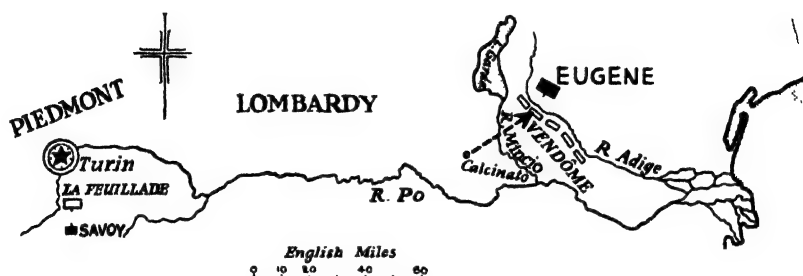 L. Garda
EUGENE
PIEDMONT
LOMBARDY
VENDÔME
R. Mincio
R. Adige
Calcinato
Turin
LA FEUILLADE
R. Po
SAVOY
English Miles
0 10 20 40 60